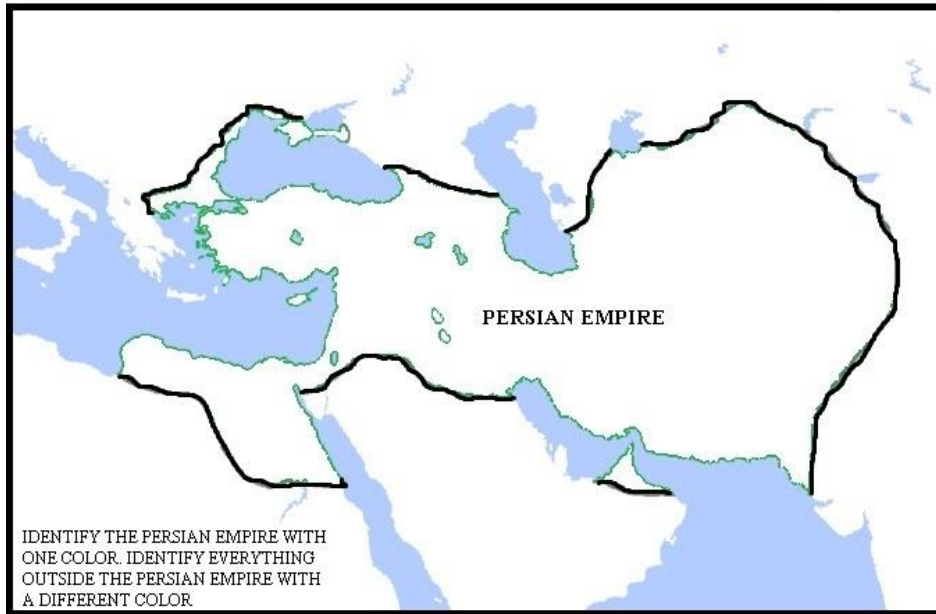 PERSIAN EMPIRE
IDENTIFY THE PERSIAN EMPIRE WITH
ONE COLOR. IDENTIFY EVERYTHING
OUTSIDE THE PERSIAN EMPIRE WITH
A DIFFERENT COLOR